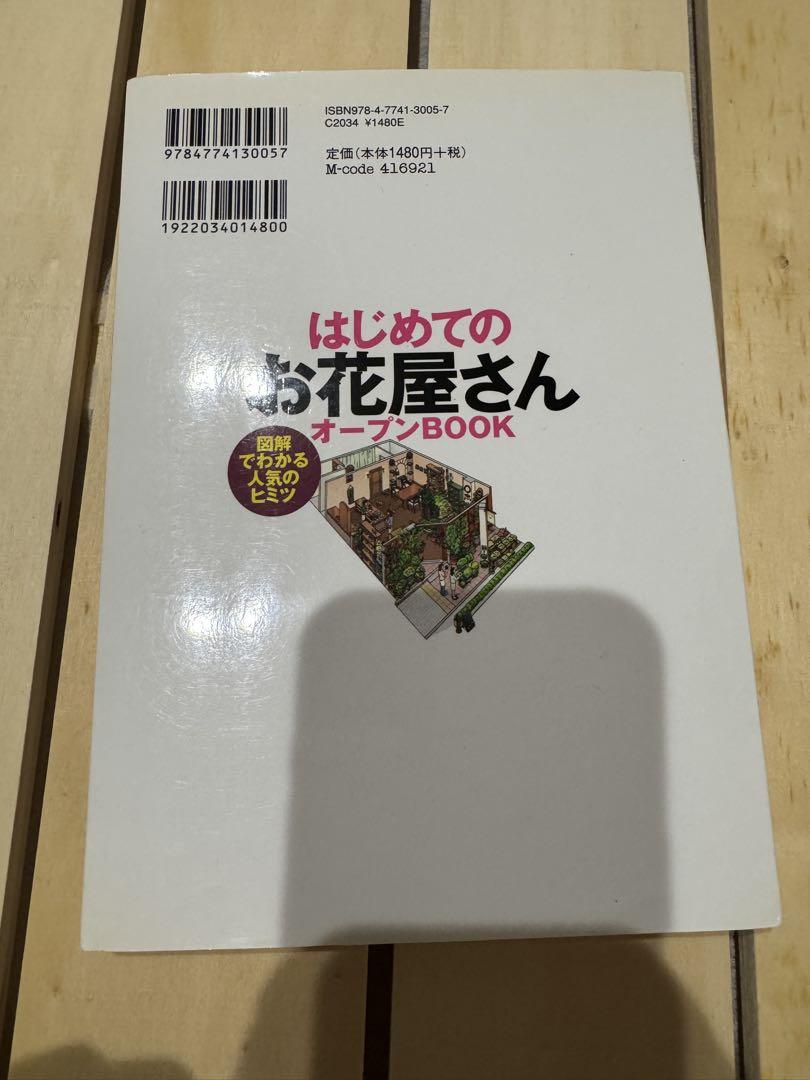 ISBN978-4-7741-3005-7
C2034 ¥1480E
9784774130057
定価(本体1480円+税)
M-code 416921
1922034014800
はじめての
お花屋さん
オープンBOOK
図解
でわかる
人気の
ヒミツ